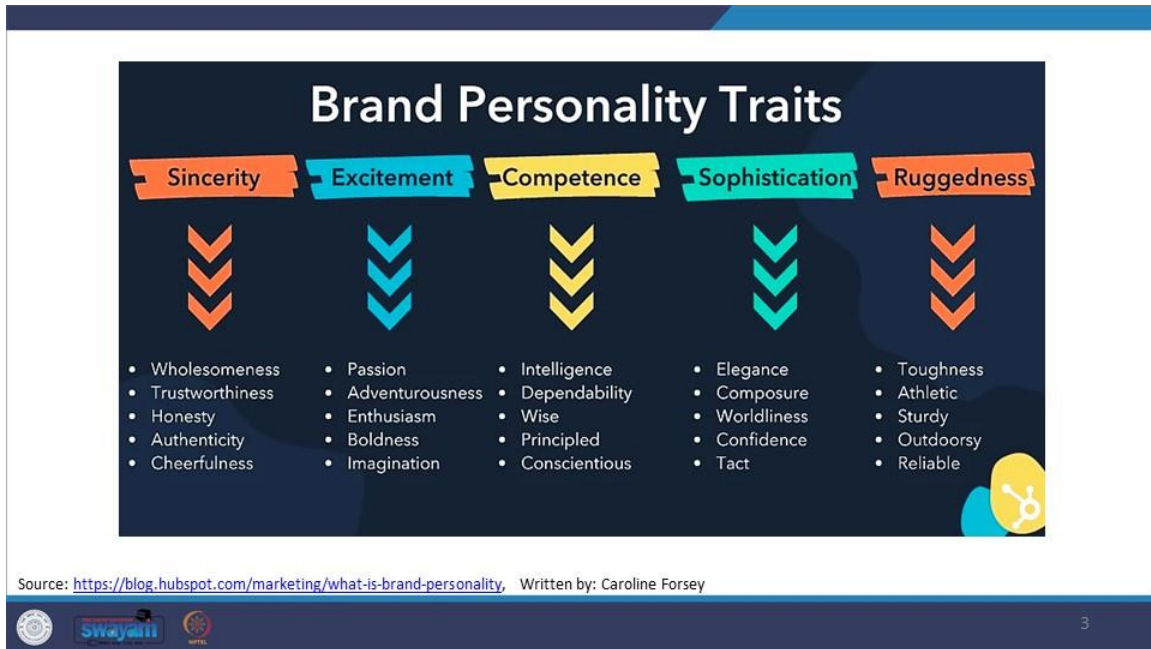 Brand Personality Traits
Sincerity
Excitement
Competence
Sophistication
Ruggedness
• Wholesomeness
• Trustworthiness
• Honesty
• Authenticity
• Cheerfulness
• Passion
• Adventurousness
• Enthusiasm
• Boldness
• Imagination
• Intelligence
• Dependability
• Wise
• Principled
• Conscientious
• Elegance
• Composure
• Worldliness
• Confidence
• Tact
• Toughness
• Athletic
• Sturdy
• Outdoorsy
• Reliable
Source: https://blog.hubspot.com/marketing/what-is-brand-personality, Written by: Caroline Forsey
swayam
NPTEL
3